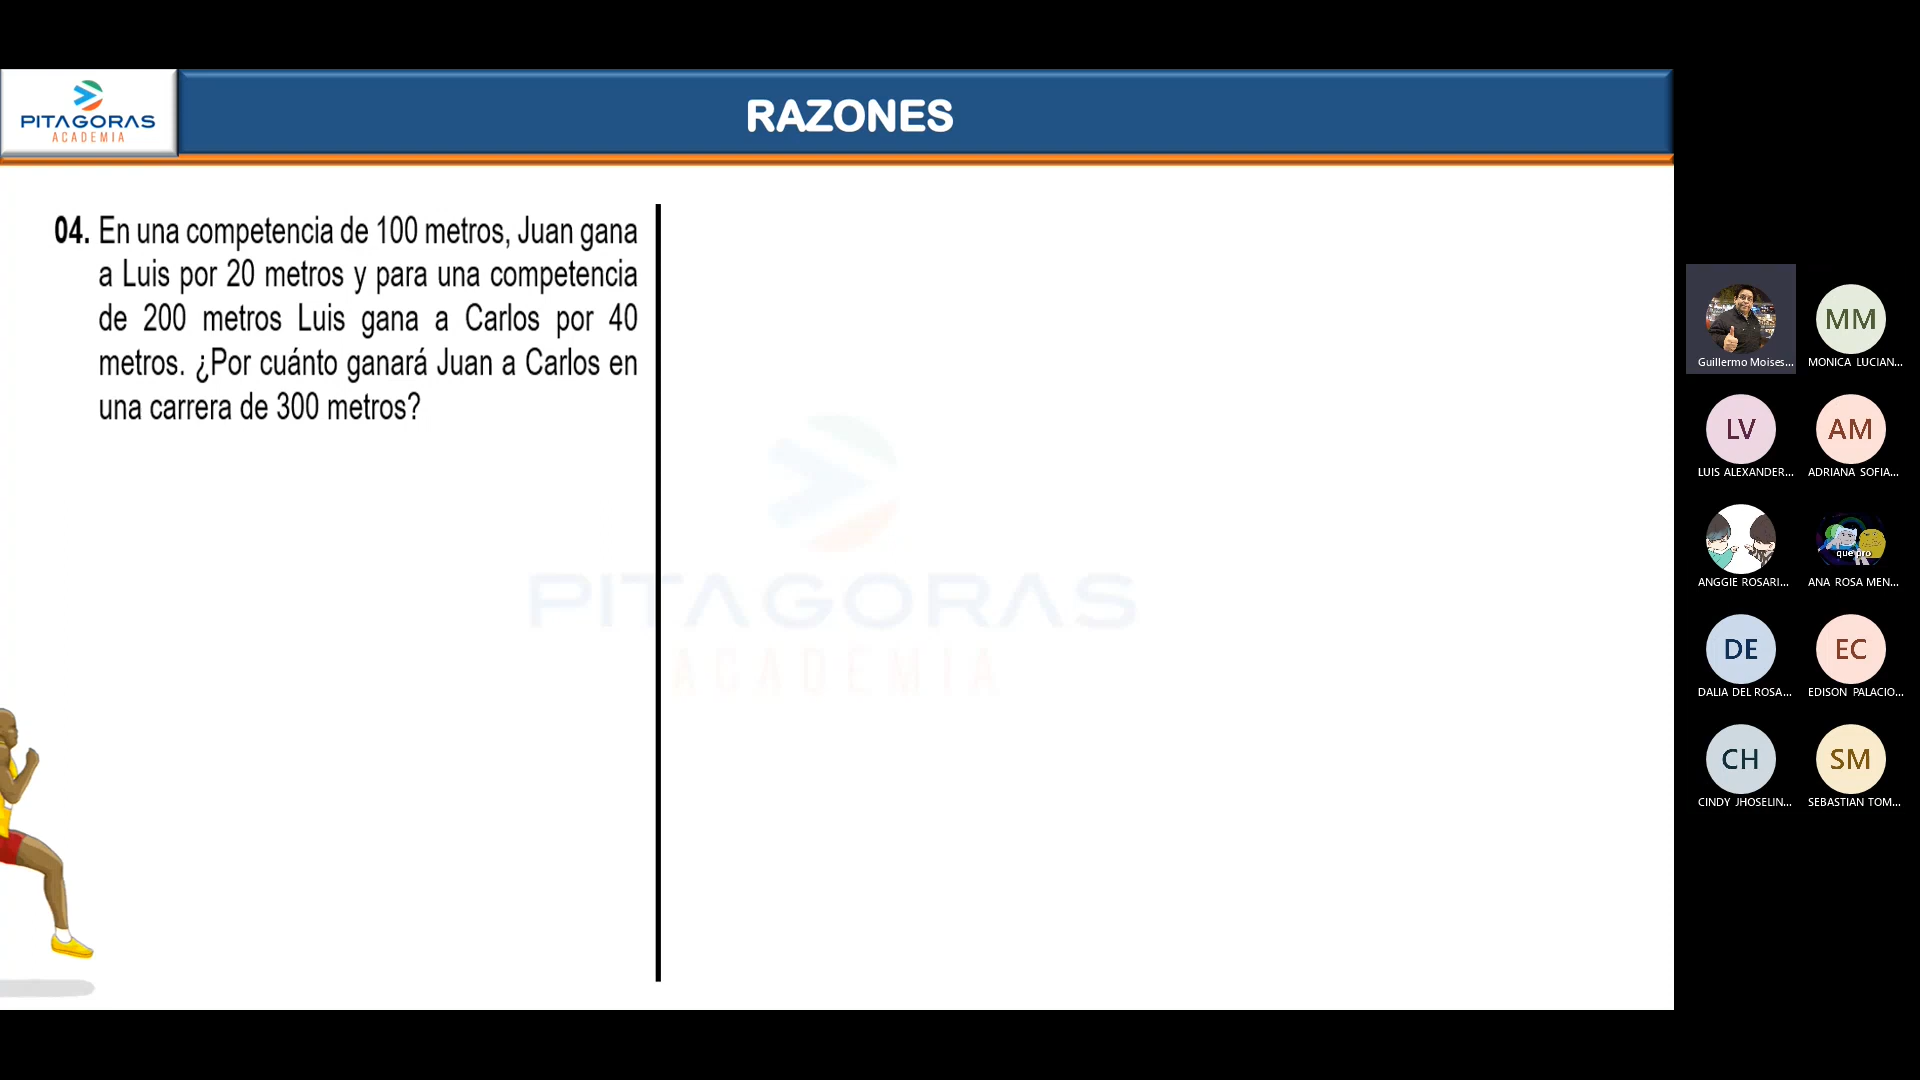 PITAGORAS
ACADEMIA
RAZONES
04. En una competencia de 100 metros, Juan gana
a Luis por 20 metros y para una competencia
de 200 metros Luis gana a Carlos por 40
metros. ¿Por cuánto ganará Juan a Carlos en
una carrera de 300 metros?
PITAGORAS
ACADEMIA
Guillermo Moises...
MM
MONICA LUCIAN...
LV
LUIS ALEXANDER...
AM
ADRIANA SOFIA...
ANGGIE ROSARI...
que pro
ANA ROSA MEN...
DE
DALIA DEL ROSA...
EC
EDISON PALACIO...
CH
CINDY JHOSELIN...
SM
SEBASTIAN TOM...